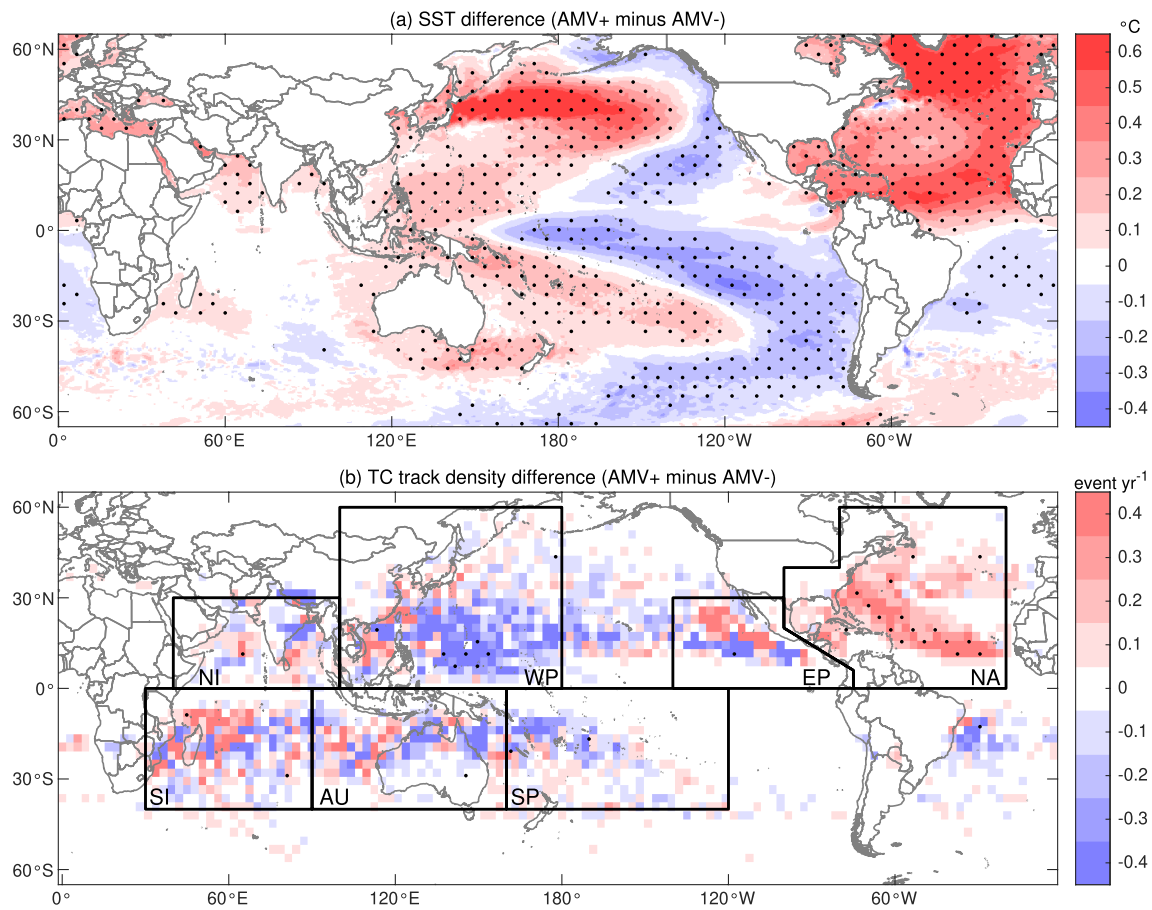 (a) SST difference (AMV+ minus AMV-)
°C
60°N
30°N
0°
30°S
60°S
0°
60°E
120°E
180°
120°W
60°W
0.6
0.5
0.4
0.3
0.2
0.1
0
-0.1
-0.2
-0.3
-0.4
(b) TC track density difference (AMV+ minus AMV-)
event yr-1
60°N
30°N
0°
30°S
60°S
NI
WP
EP
NA
SI
AU
SP
0°
60°E
120°E
180°
120°W
60°W
0.4
0.3
0.2
0.1
0
-0.1
-0.2
-0.3
-0.4